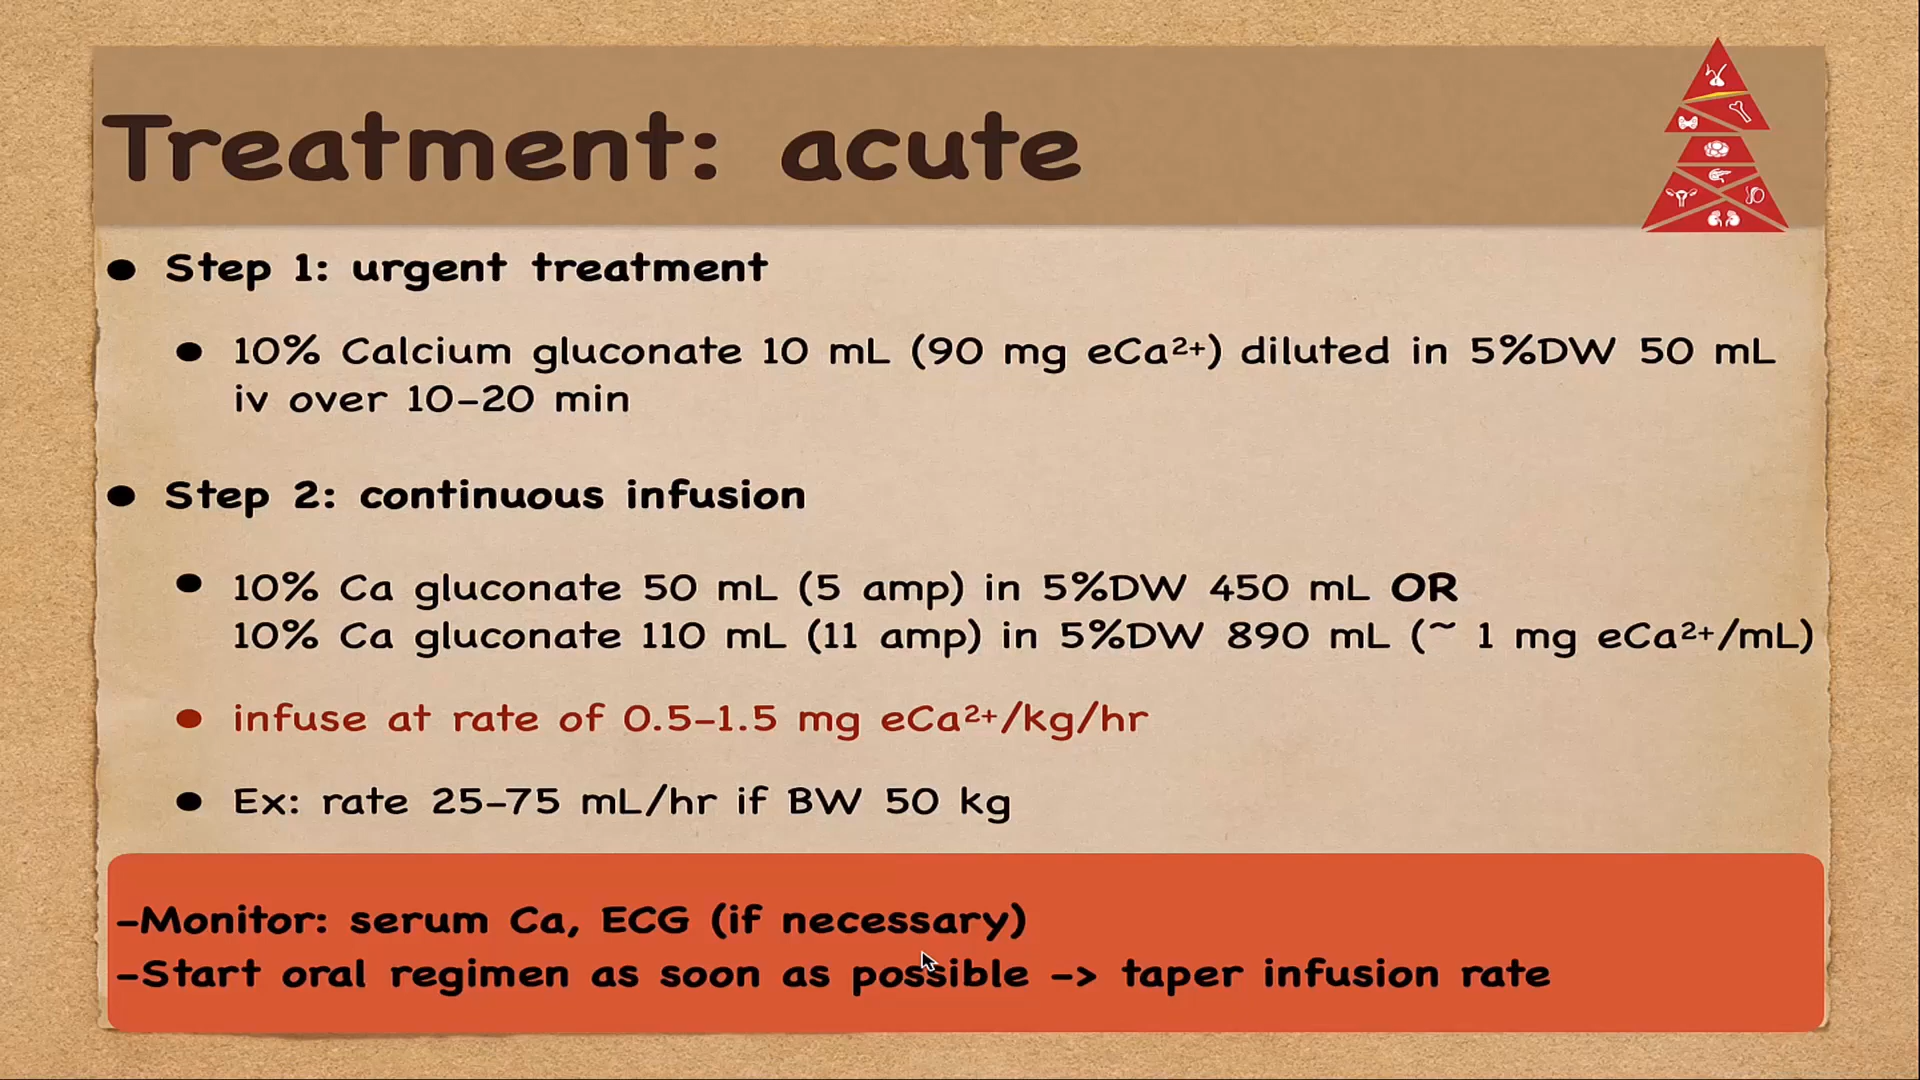 Treatment: acute
• Step 1: urgent treatment
• 10% Calcium gluconate 10 mL (90 mg eCa²⁺) diluted in 5%DW 50 mL
iv over 10–20 min
• Step 2: continuous infusion
• 10% Ca gluconate 50 mL (5 amp) in 5%DW 450 mL OR
10% Ca gluconate 110 mL (11 amp) in 5%DW 890 mL (~ 1 mg eCa²⁺/mL)
• infuse at rate of 0.5–1.5 mg eCa²⁺/kg/hr
• Ex: rate 25–75 mL/hr if BW 50 kg
–Monitor: serum Ca, ECG (if necessary)
–Start oral regimen as soon as possible –> taper infusion rate